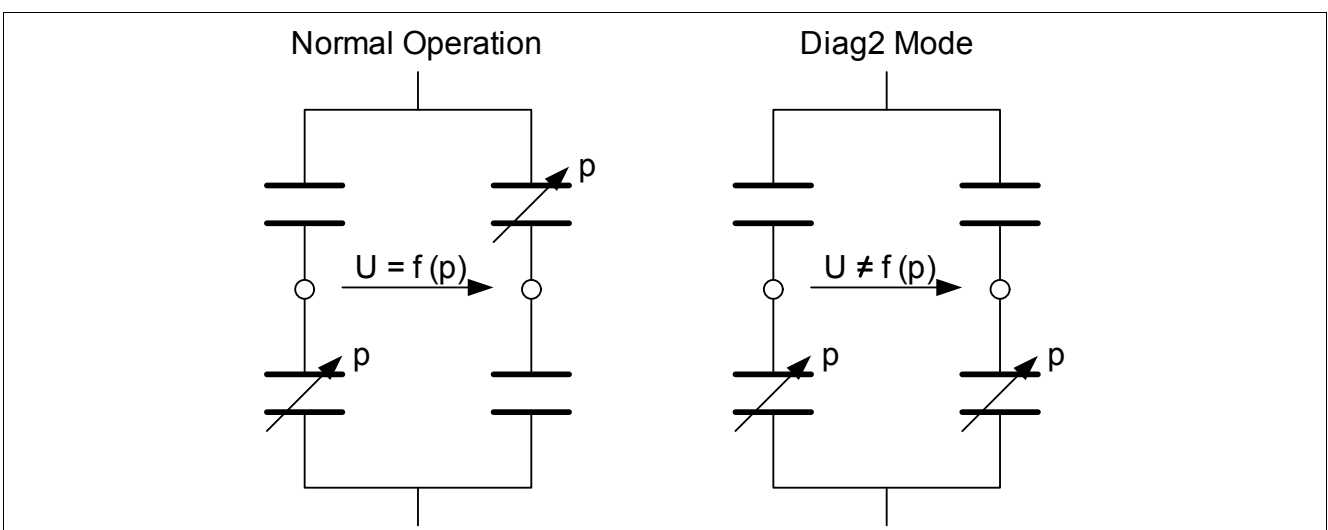 Normal Operation
Diag2 Mode
p
U = f (p)
U ≠ f (p)
p
p
p